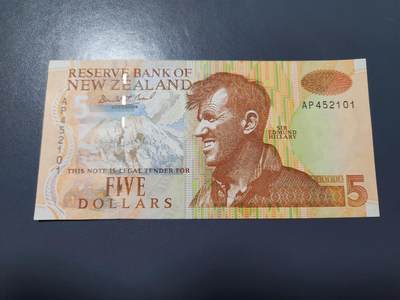 RESERVE BANK OF
NEW ZEALAND
AP452101
AP452101
SIR
EDMUND
HILLARY
THIS NOTE IS LEGAL TENDER FOR
FIVE
DOLLARS
5
5